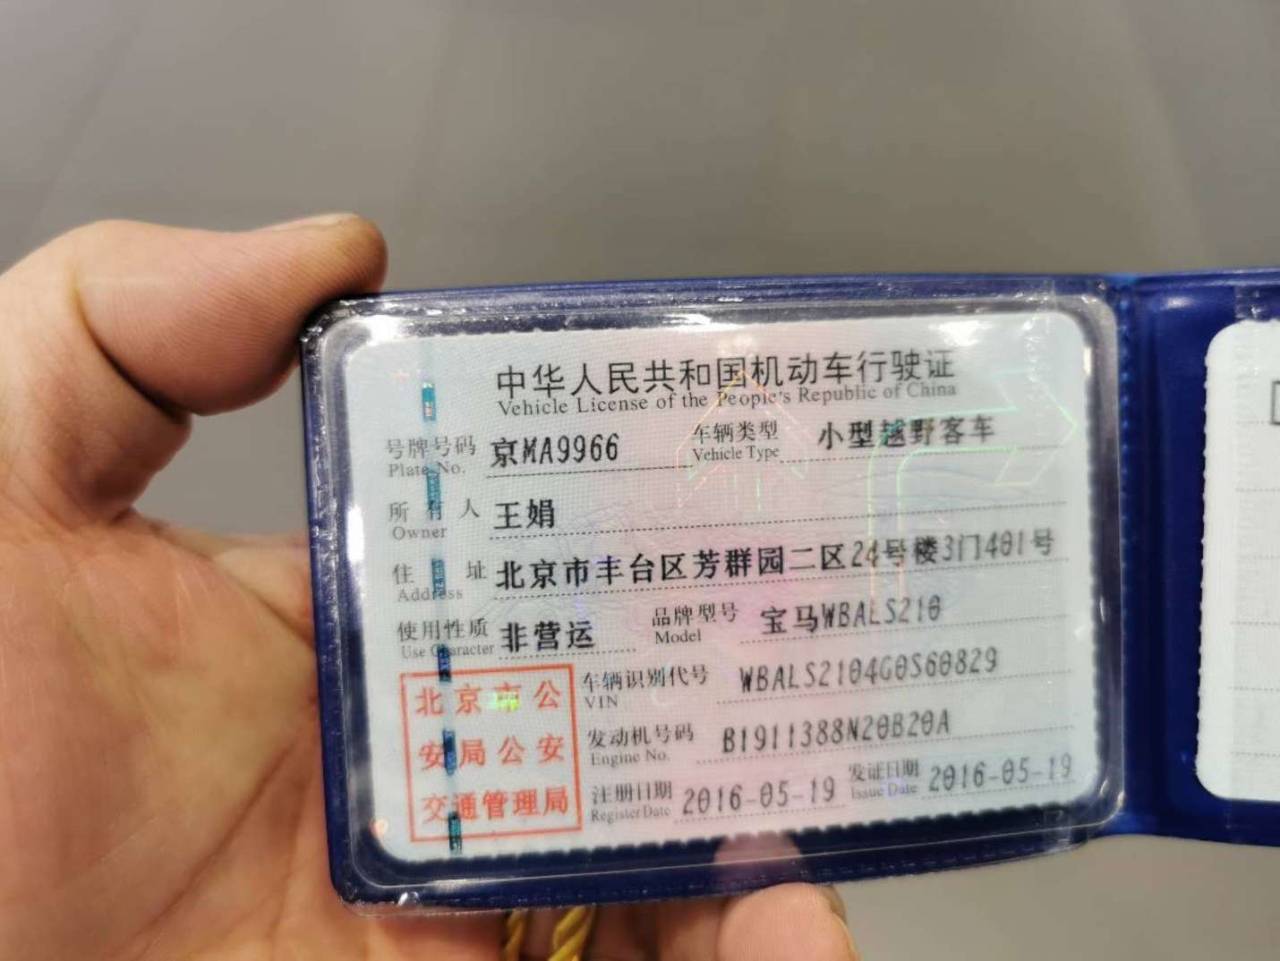 中华人民共和国机动车行驶证
Vehicle License of the People's Republic of China
号牌号码 京MA9966 车辆类型 小型越野客车
Plate No. Vehicle Type
所有人 王娟
Owner
住址 北京市丰台区芳群园二区24号楼3门401号
Address
使用性质 非营运 品牌型号 宝马WBALS210
Use Character Model
北京市公
安局公安
交通管理局
车辆识别代号 WBALS2104G0S60829
VIN
发动机号码 B1911388N20B20A
Engine No.
注册日期 2016-05-19 发证日期 2016-05-19
Register Date Issue Date